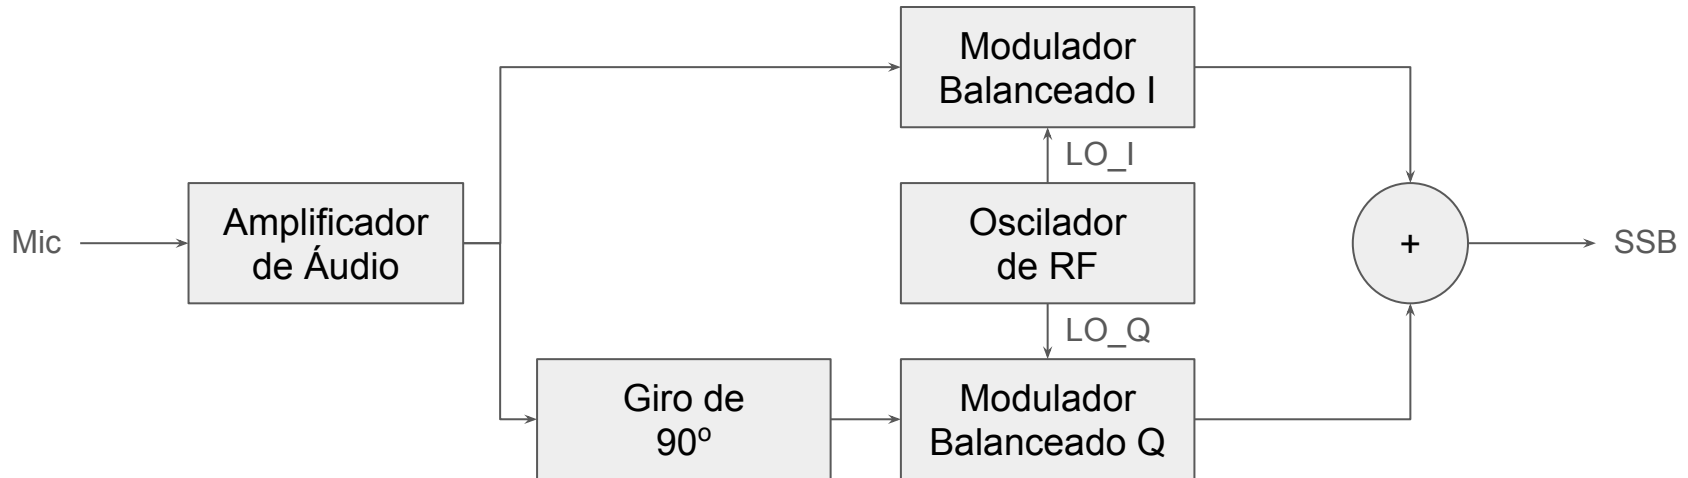 Modulador
Balanceado I
LO_I
Mic
Amplificador
de Áudio
Oscilador
de RF
+
SSB
LO_Q
Giro de
90º
Modulador
Balanceado Q